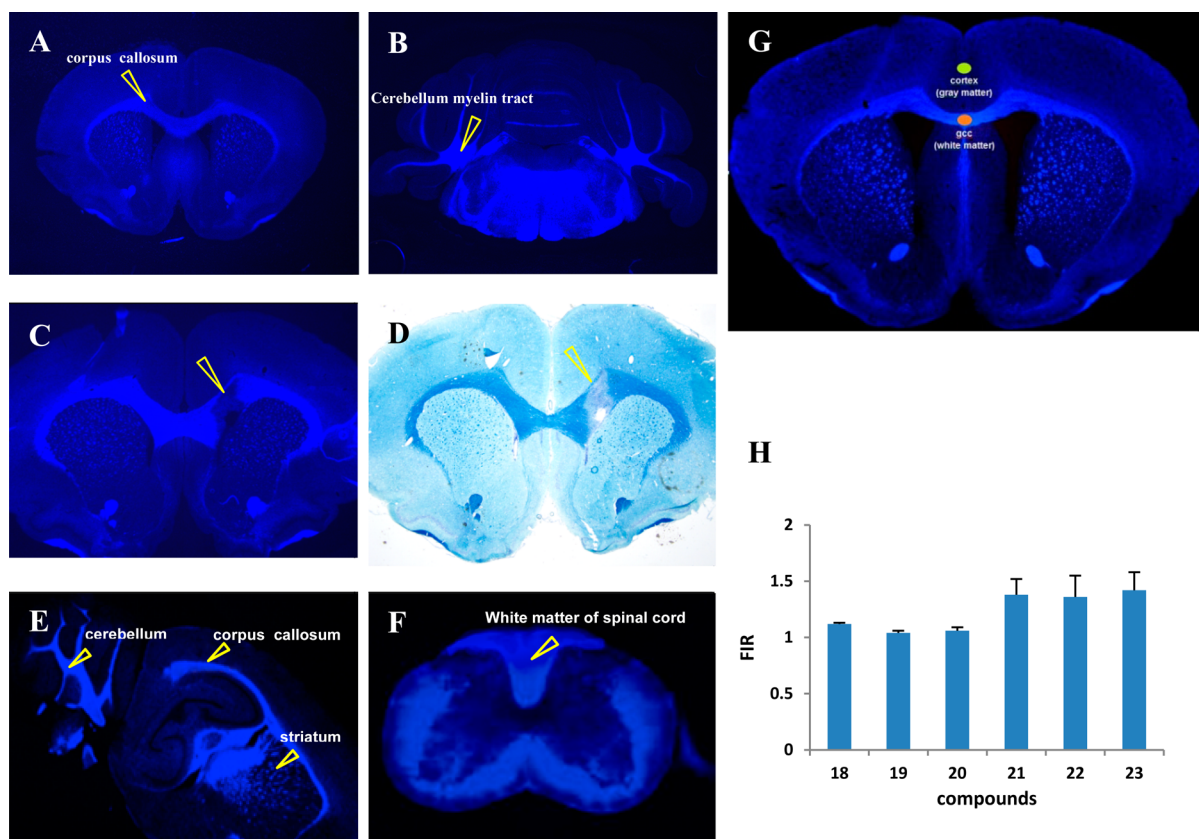 A
corpus callosum
B
Cerebellum myelin tract
G
cortex
(gray matter)
gcc
(white matter)
C
D
E
cerebellum
corpus callosum
striatum
F
White matter of spinal cord
H
2
1.5
1
0.5
0
FIR
18 19 20 21 22 23
compounds